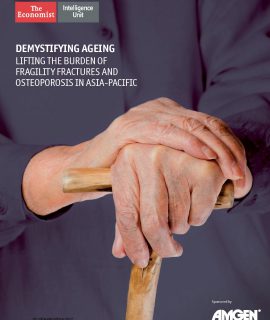 The
Economist
Intelligence
Unit
DEMYSTIFYING AGEING
LIFTING THE BURDEN OF
FRAGILITY FRACTURES AND
OSTEOPOROSIS IN ASIA-PACIFIC
Sponsored by
AMGEN®